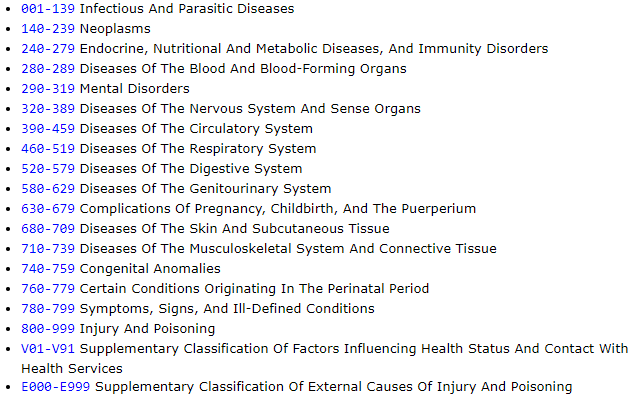 001-139 Infectious And Parasitic Diseases
140-239 Neoplasms
240-279 Endocrine, Nutritional And Metabolic Diseases, And Immunity Disorders
280-289 Diseases Of The Blood And Blood-Forming Organs
290-319 Mental Disorders
320-389 Diseases Of The Nervous System And Sense Organs
390-459 Diseases Of The Circulatory System
460-519 Diseases Of The Respiratory System
520-579 Diseases Of The Digestive System
580-629 Diseases Of The Genitourinary System
630-679 Complications Of Pregnancy, Childbirth, And The Puerperium
680-709 Diseases Of The Skin And Subcutaneous Tissue
710-739 Diseases Of The Musculoskeletal System And Connective Tissue
740-759 Congenital Anomalies
760-779 Certain Conditions Originating In The Perinatal Period
780-799 Symptoms, Signs, And Ill-Defined Conditions
800-999 Injury And Poisoning
V01-V91 Supplementary Classification Of Factors Influencing Health Status And Contact With
Health Services
E000-E999 Supplementary Classification Of External Causes Of Injury And Poisoning